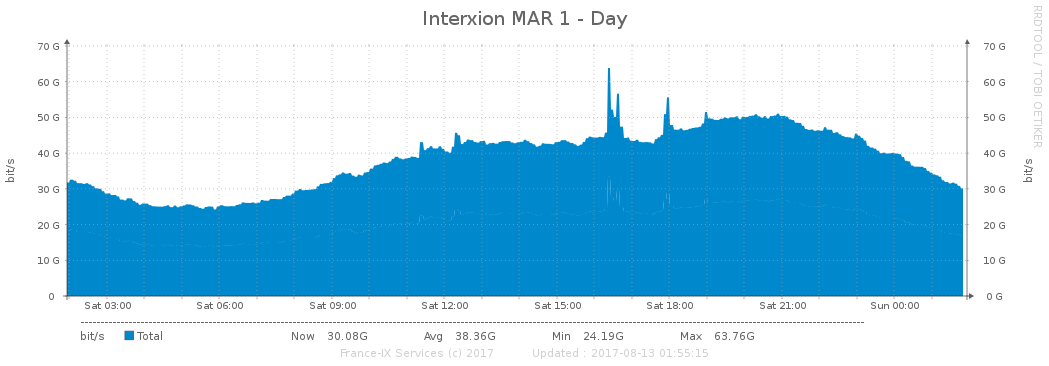 Interxion MAR 1 - Day
RRDTOOL / TOBI OETIKER
bit/s
bit/s
70 G 70 G
60 G 60 G
50 G 50 G
40 G 40 G
30 G 30 G
20 G 20 G
10 G 10 G
0 0 G
Sat 03:00 Sat 06:00 Sat 09:00 Sat 12:00 Sat 15:00 Sat 18:00 Sat 21:00 Sun 00:00
bit/s Total Now 30.08G Avg 38.36G Min 24.19G Max 63.76G
France-IX Services (c) 2017 Updated : 2017-08-13 01:55:15